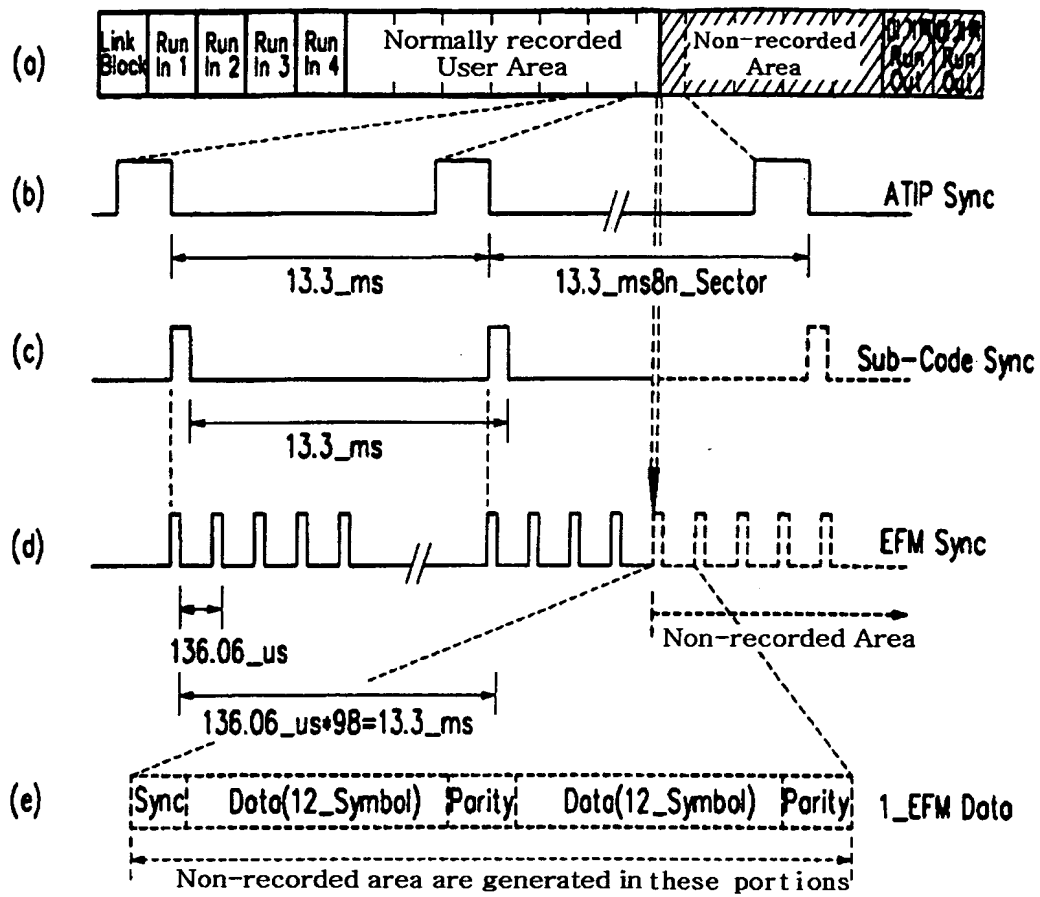 (a)
Link Block
Run In 1
Run In 2
Run In 3
Run In 4
Normally recorded
User Area
Non-recorded
Area
Run Out
Run Out
(b)
ATIP Sync
13.3_ms
13.3_ms8n_Sector
(c)
Sub-Code Sync
13.3_ms
(d)
EFM Sync
136.06_us
Non-recorded Area
136.06_us*98=13.3_ms
(e)
Sync
Data(12_Symbol)
Parity
Data(12_Symbol)
Parity
1_EFM Data
Non-recorded area are generated in these portions